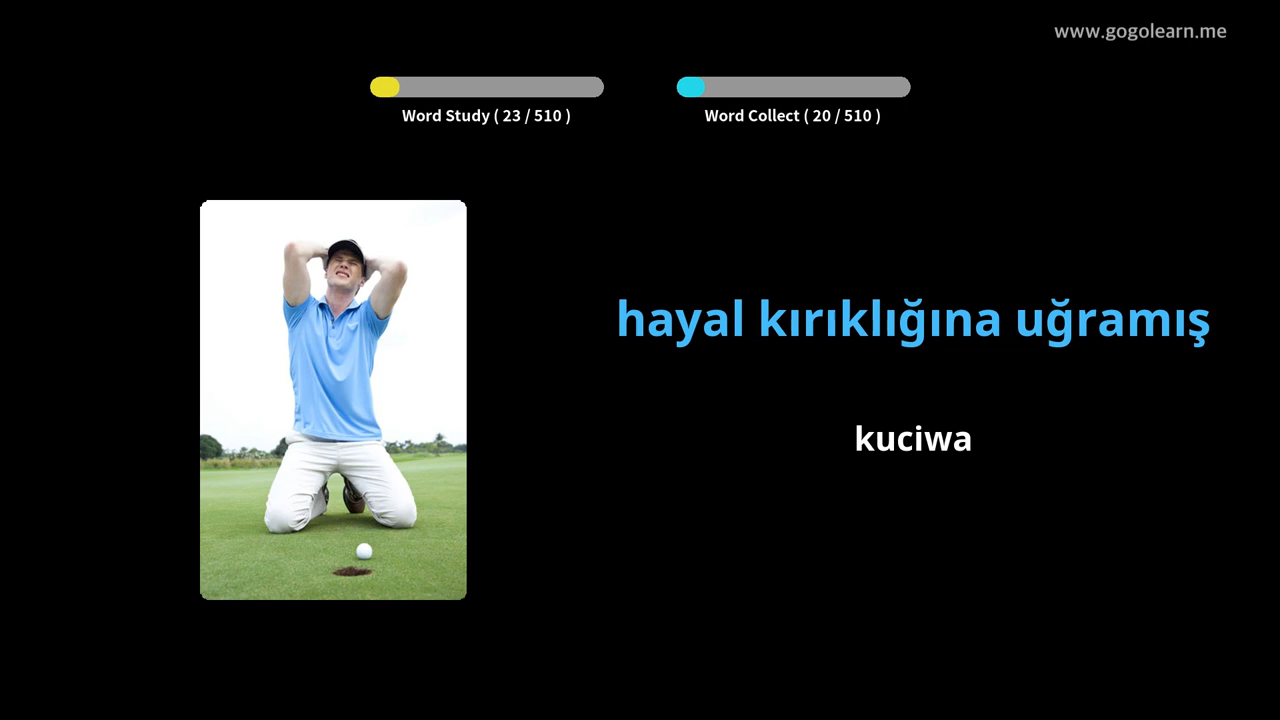 www.gogolearn.me
Word Study ( 23 / 510 )
Word Collect ( 20 / 510 )
hayal kırıklığına uğramış
kuciwa